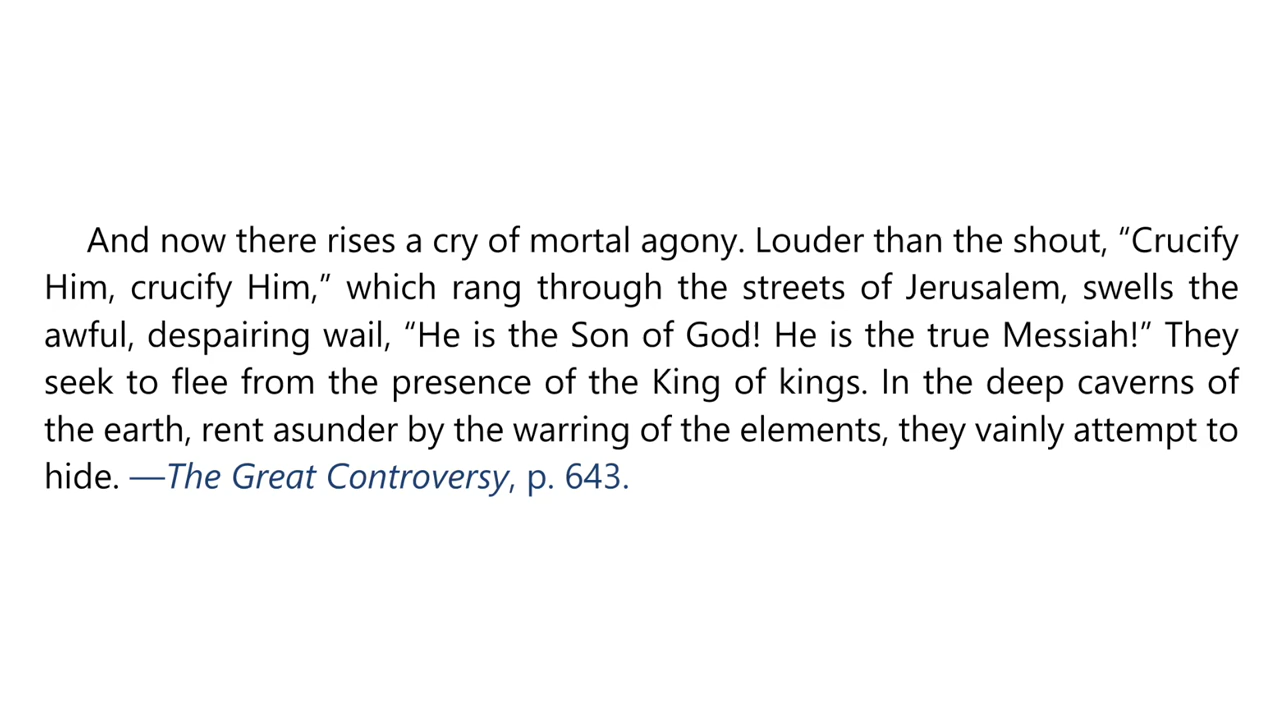 And now there rises a cry of mortal agony. Louder than the shout, “Crucify
Him, crucify Him,” which rang through the streets of Jerusalem, swells the
awful, despairing wail, “He is the Son of God! He is the true Messiah!” They
seek to flee from the presence of the King of kings. In the deep caverns of
the earth, rent asunder by the warring of the elements, they vainly attempt to
hide. —The Great Controversy, p. 643.